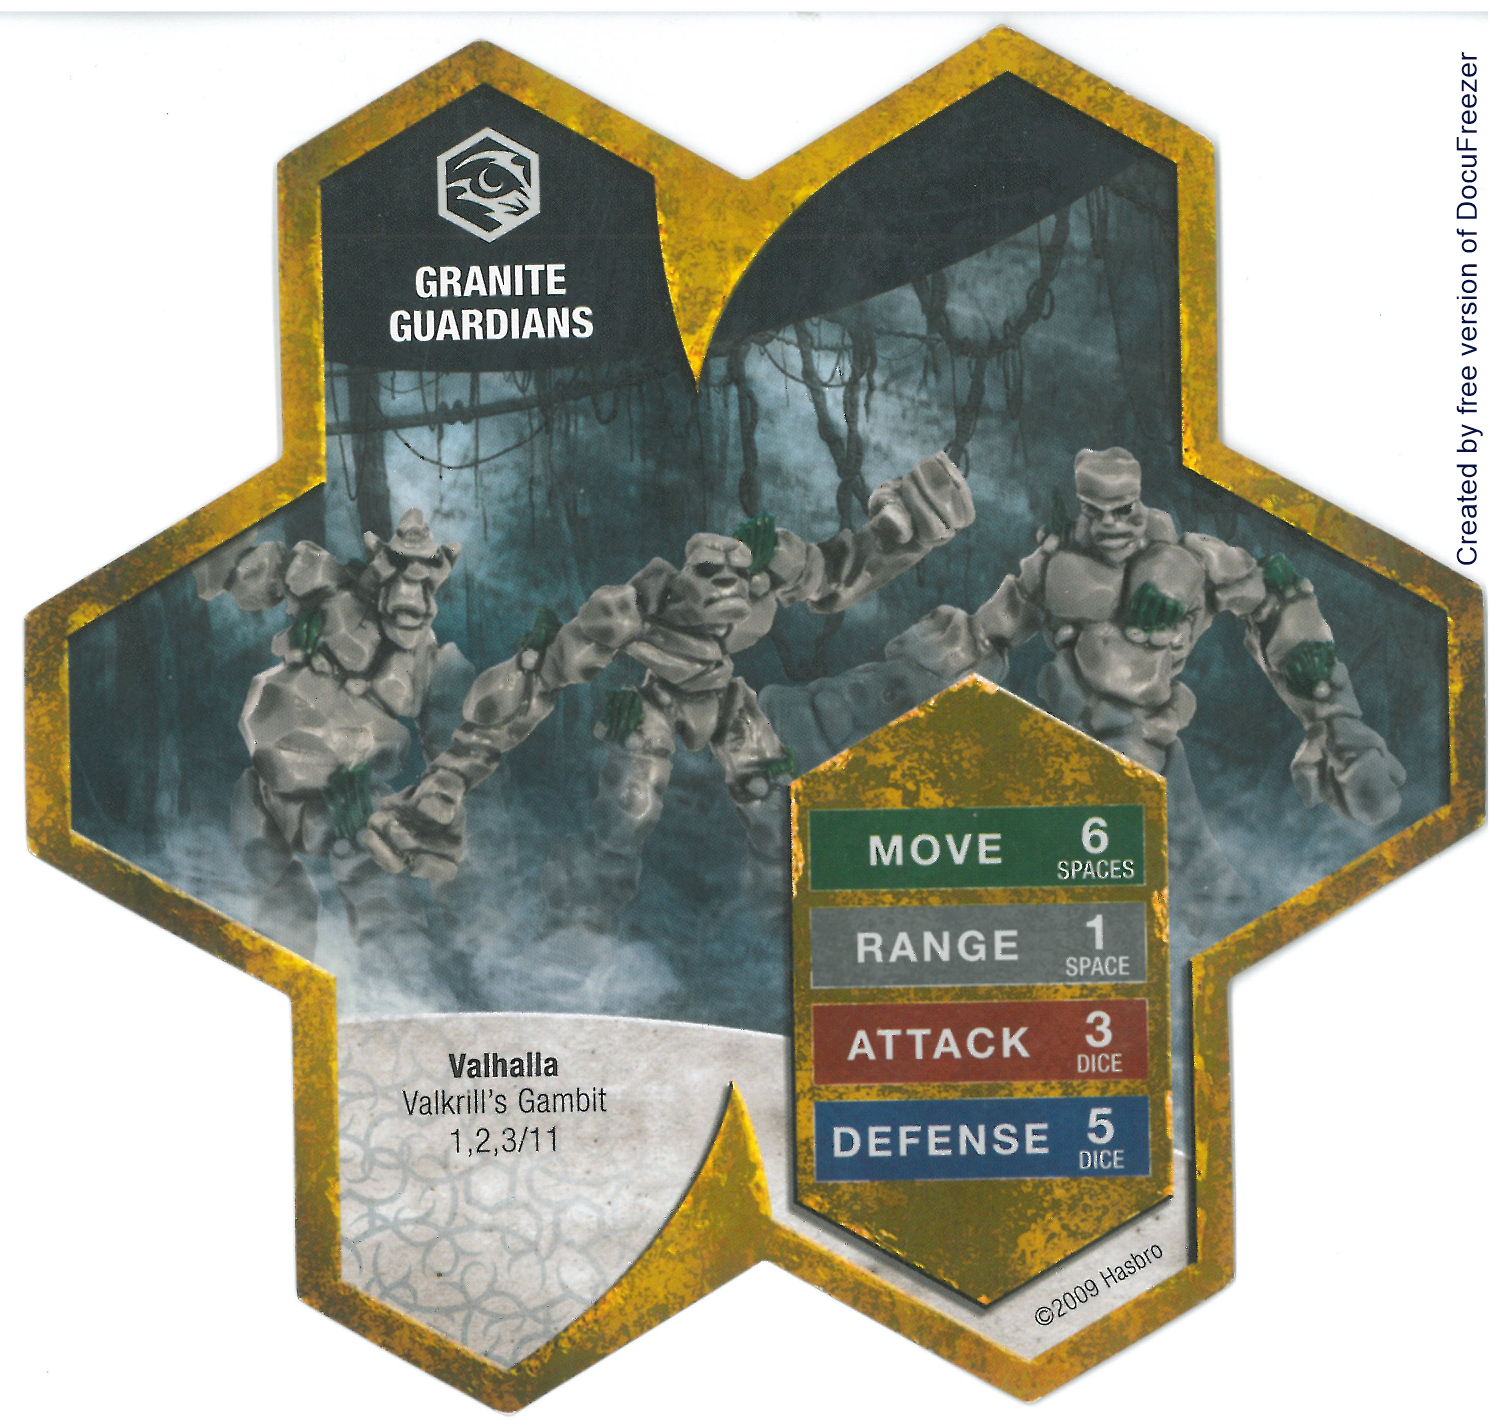 GRANITE
GUARDIANS
MOVE 6
SPACES
RANGE 1
SPACE
ATTACK 3
DICE
DEFENSE 5
DICE
Valhalla
Valkrill's Gambit
1,2,3/11
©2009 Hasbro
Created by free version of DocuFreezer